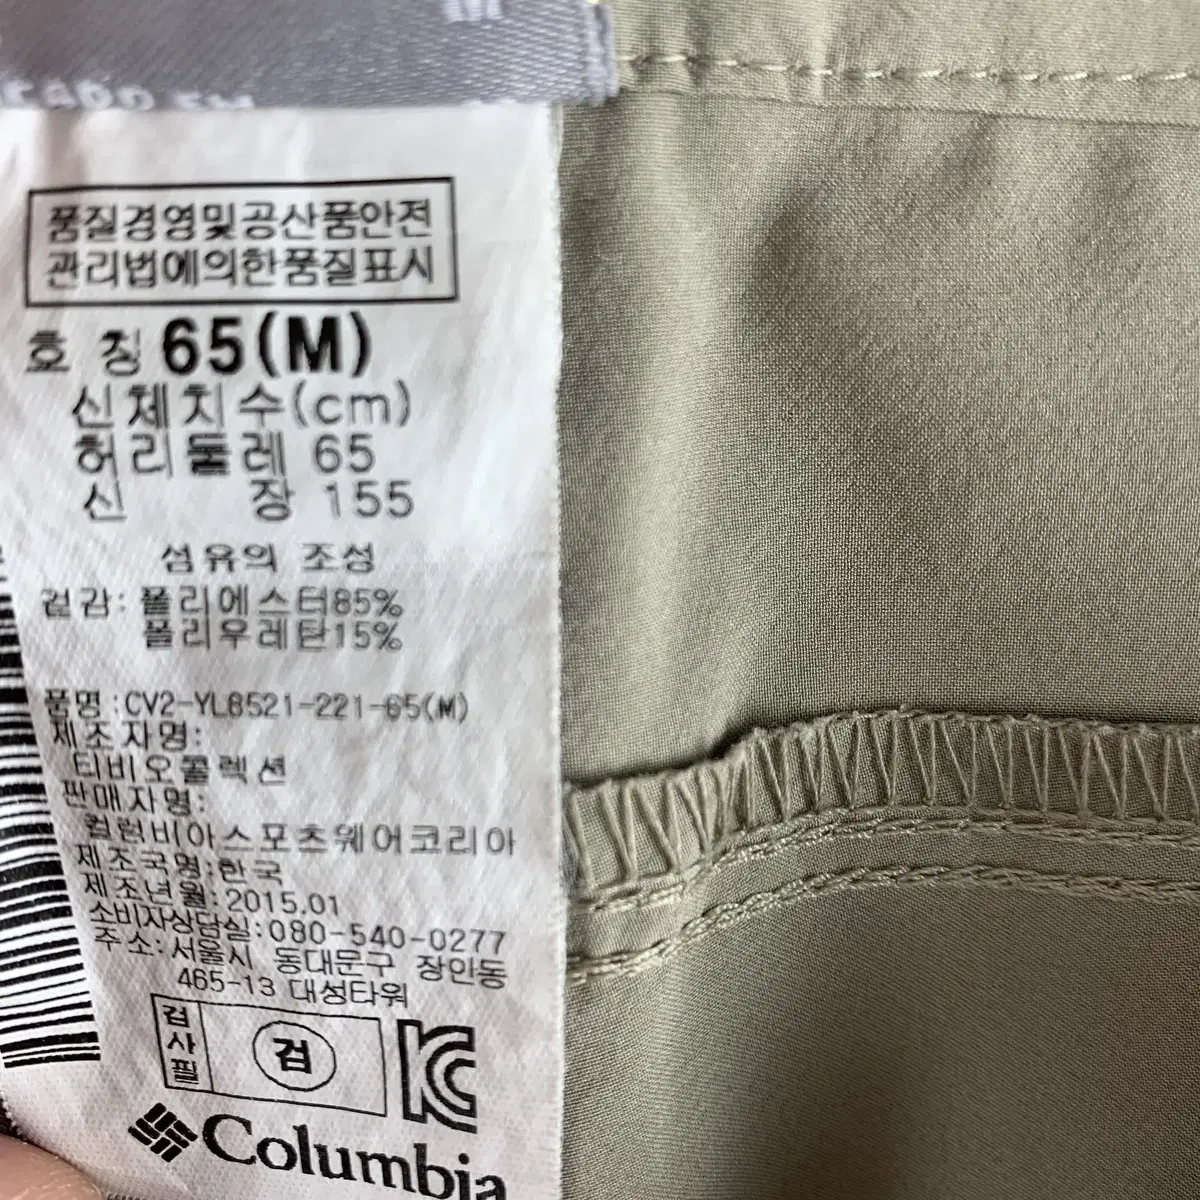 M
품질경영및공산품안전
관리법에의한품질표시
호 칭 65(M)
신체치수(cm)
허리둘레 65
신 장 155
섬유의 조성
겉감: 폴리에스터85%
폴리우레탄15%
품명:CV2-YL8521-221-65(M)
제조자명:
티비오콜렉션
판매자명:
컬럼비아스포츠웨어코리아
제조국명:한국
제조년월:2015.01
소비자상담실:080-540-0277
주소:서울시 동대문구 장안동
465-13 대성타워
검사필
검
KC
Columbia